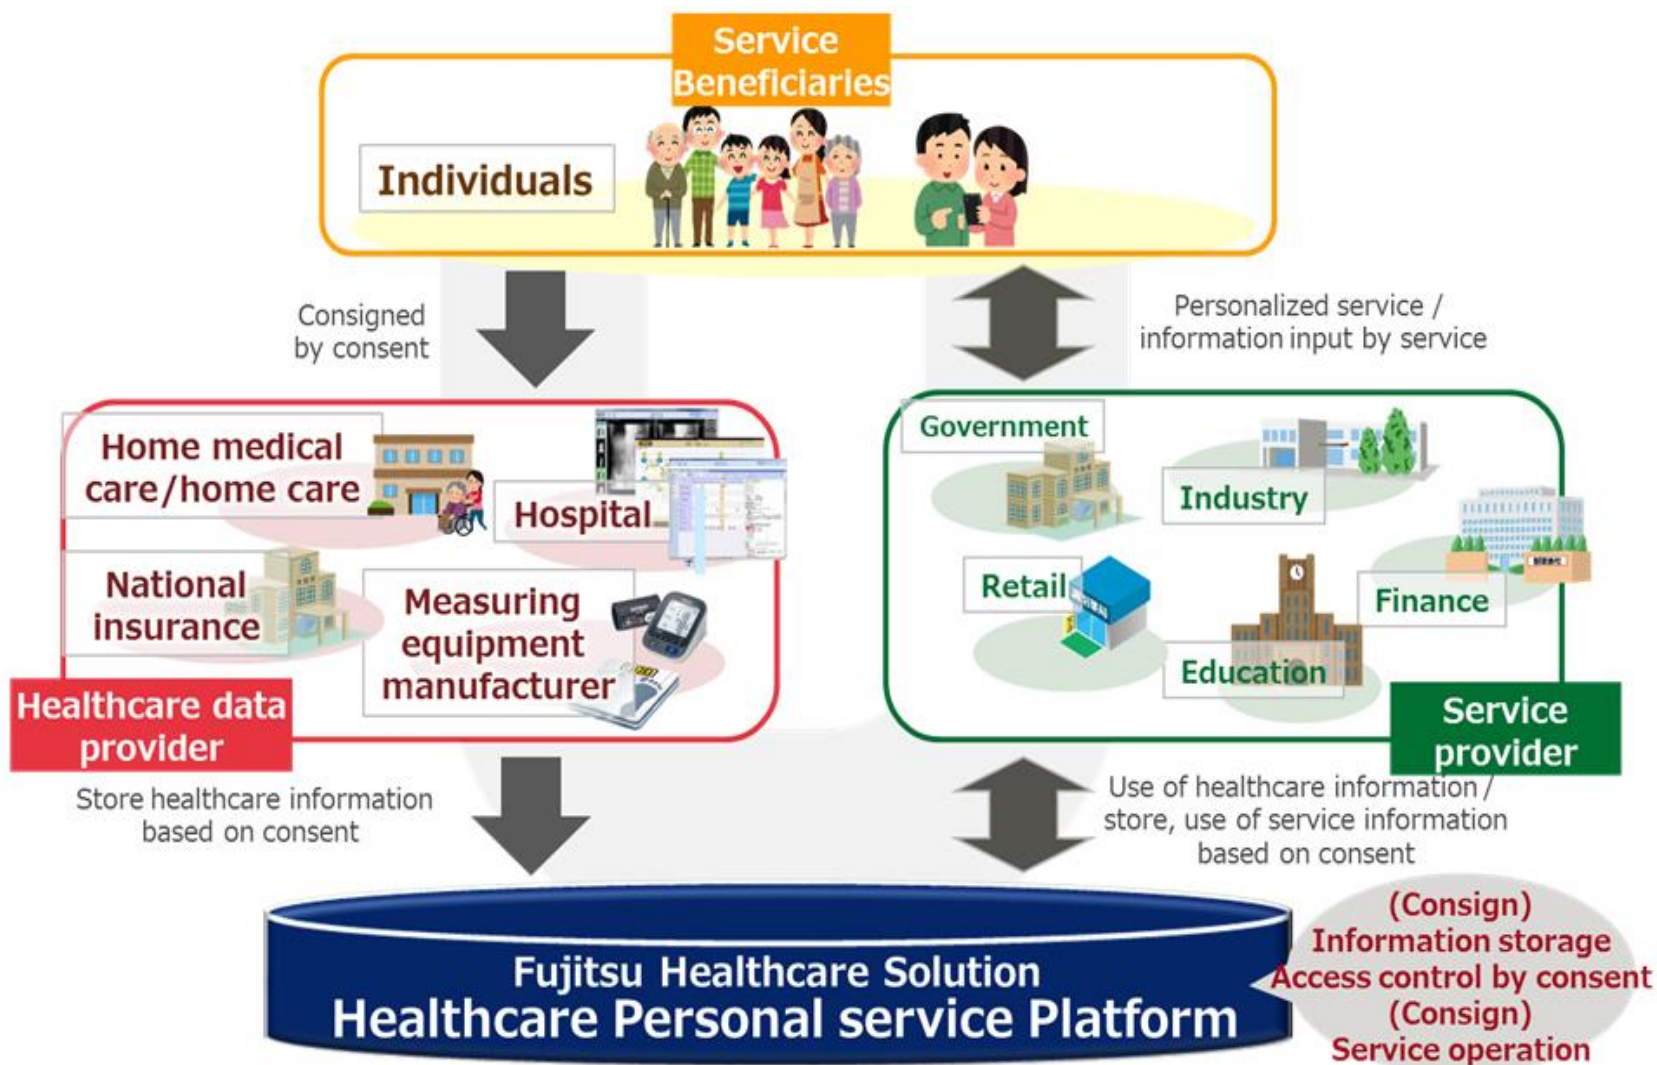 Service
Beneficiaries
Individuals
Consigned
by consent
Personalized service /
information input by service
Home medical
care/home care
Hospital
National
insurance
Measuring
equipment
manufacturer
Healthcare data
provider
Government
Industry
Retail
Finance
Education
Service
provider
Store healthcare information
based on consent
Use of healthcare information /
store, use of service information
based on consent
Fujitsu Healthcare Solution
Healthcare Personal service Platform
(Consign)
Information storage
Access control by consent
(Consign)
Service operation